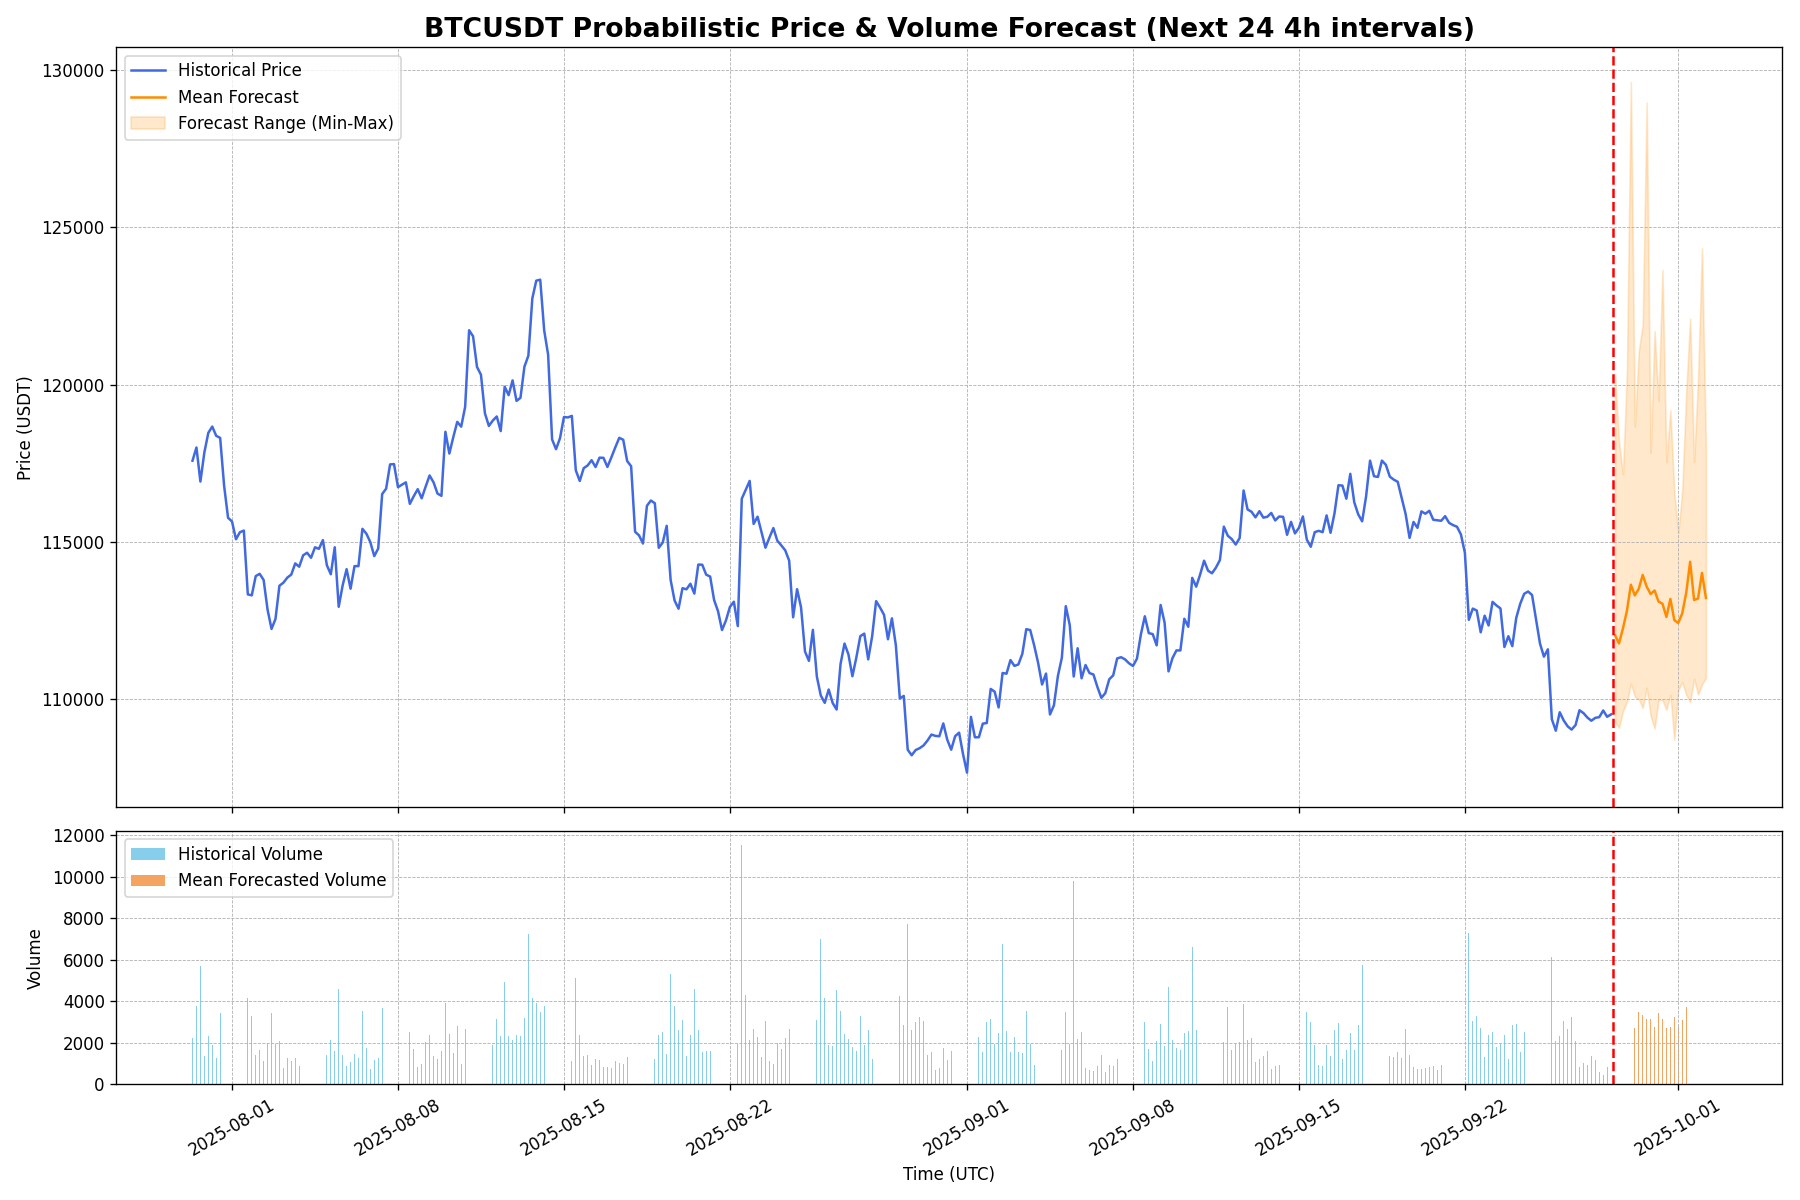 BTCUSDT Probabilistic Price & Volume Forecast (Next 24 4h intervals)
Historical Price
Mean Forecast
Forecast Range (Min-Max)
130000
125000
120000
115000
110000
Price (USDT)
Historical Volume
Mean Forecasted Volume
12000
10000
8000
6000
4000
2000
0
Volume
2025-08-01
2025-08-08
2025-08-15
2025-08-22
2025-09-01
2025-09-08
2025-09-15
2025-09-22
2025-10-01
Time (UTC)